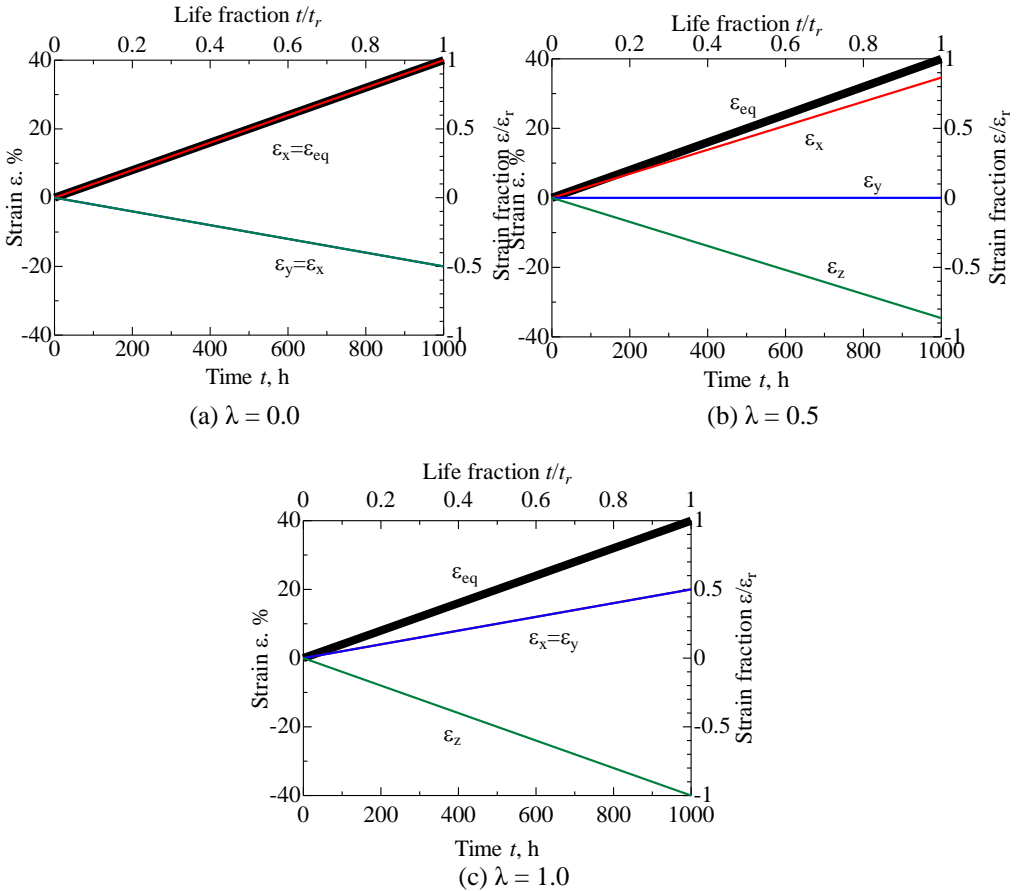 Life fraction t/tr
0 0.2 0.4 0.6 0.8 1
40
20
0
-20
-40
1
0.5
0
-0.5
-1
Strain ε. %
Strain fraction ε/εr
εx=εeq
εy=εx
0 200 400 600 800 1000
Time t, h
(a) λ = 0.0
Life fraction t/tr
0 0.2 0.4 0.6 0.8 1
40
20
0
-20
-40
1
0.5
0
-0.5
-1
Strain ε. %
Strain fraction ε/εr
εeq
εx
εy
εz
0 200 400 600 800 1000
Time t, h
(b) λ = 0.5
Life fraction t/tr
0 0.2 0.4 0.6 0.8 1
40
20
0
-20
-40
1
0.5
0
-0.5
-1
Strain ε. %
Strain fraction ε/εr
εeq
εx=εy
εz
0 200 400 600 800 1000
Time t, h
(c) λ = 1.0